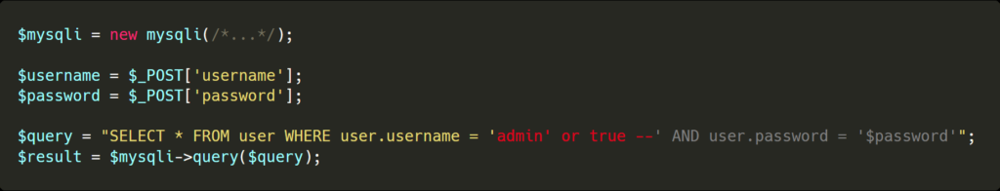 $mysqli = new mysqli(/*...*/);
$username = $_POST['username'];
$password = $_POST['password'];
$query = "SELECT * FROM user WHERE user.username = 'admin' or true --' AND user.password = '$password'";
$result = $mysqli->query($query);